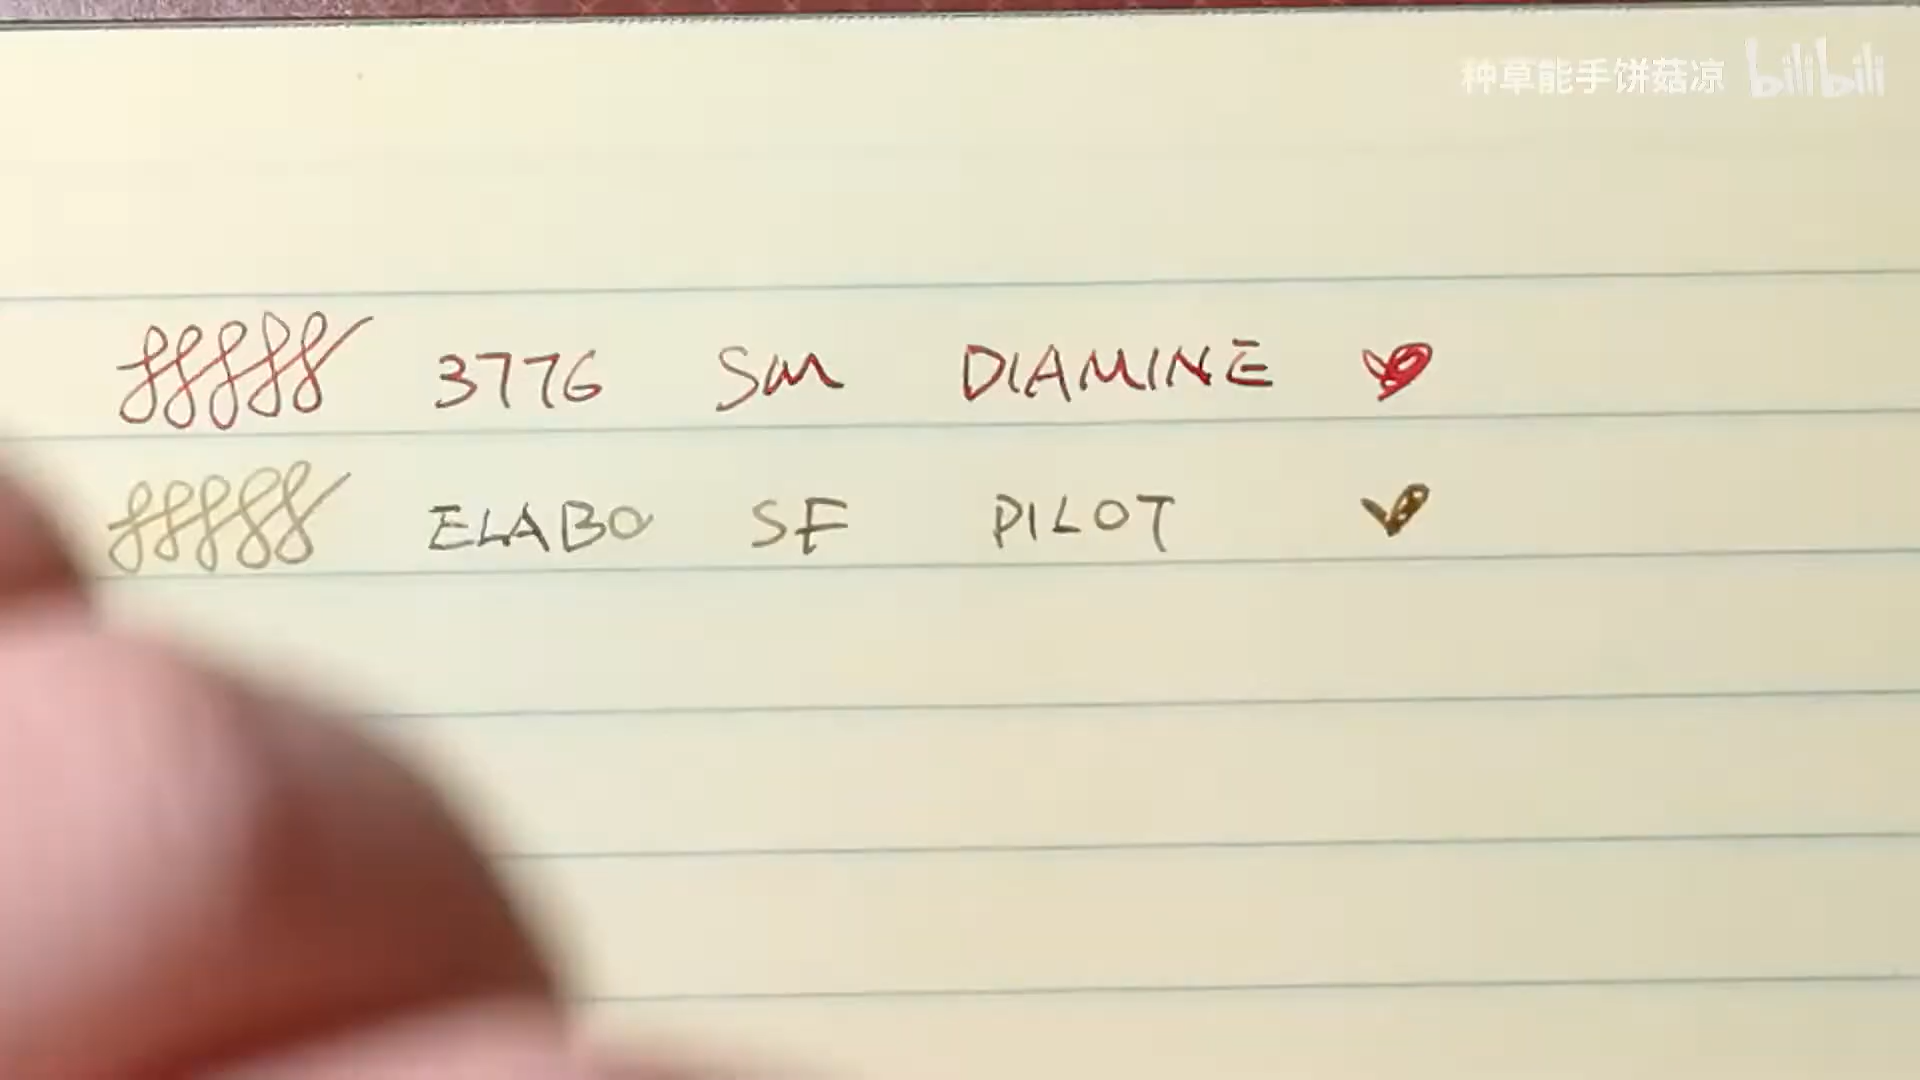 种草能手饼菇凉 bilibili
3776 SM DIAMINE
ELABO SF PILOT